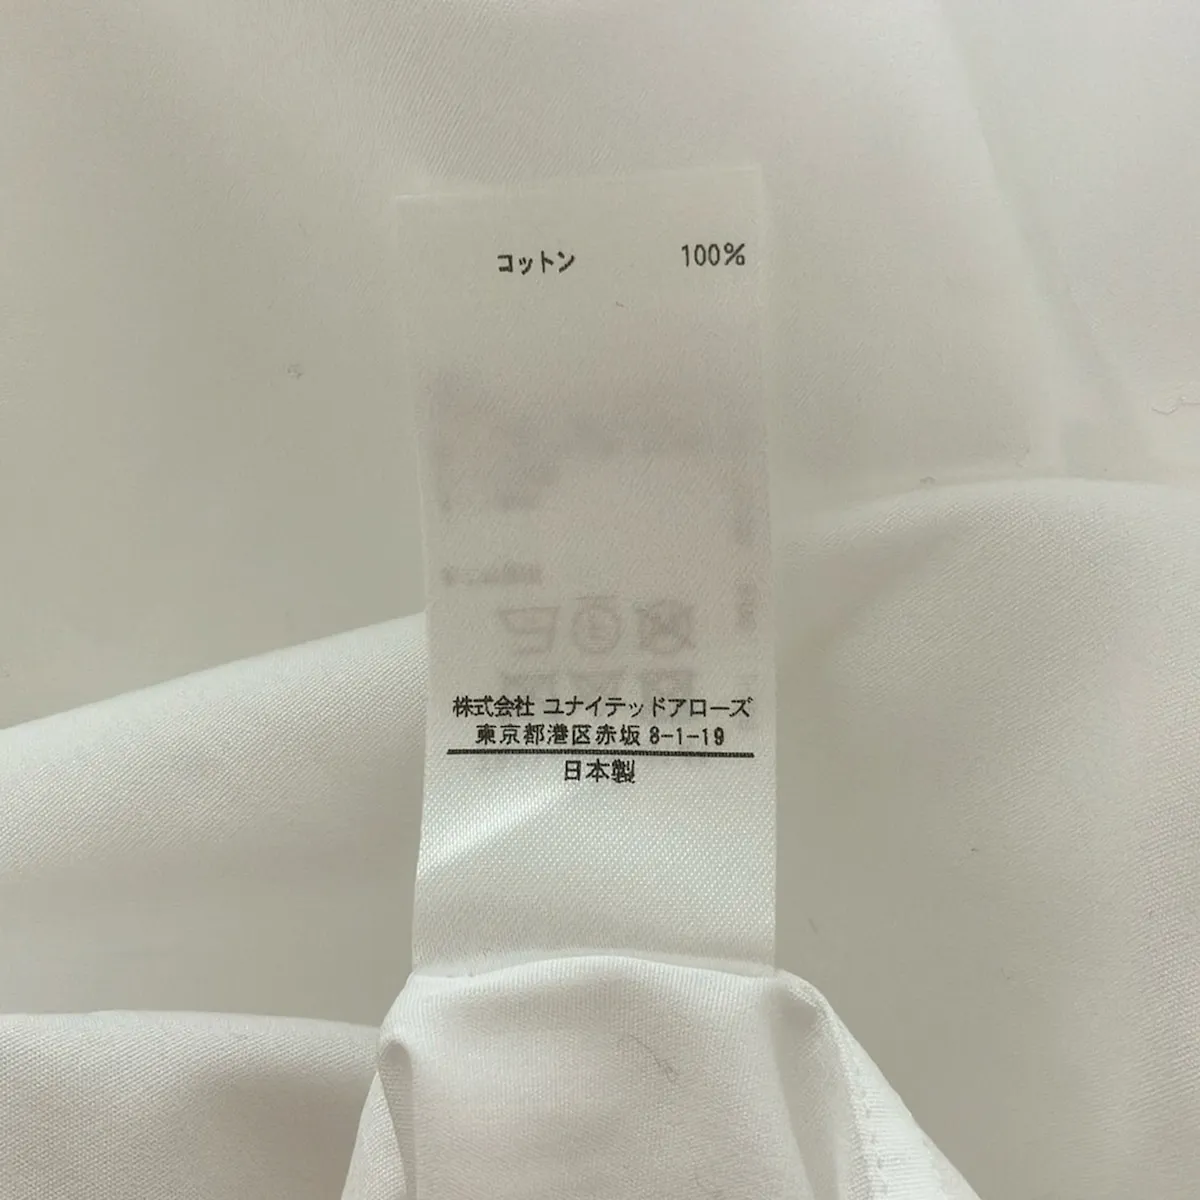 コットン 100%
株式会社 ユナイテッドアローズ
東京都港区赤坂 8-1-19
日本製